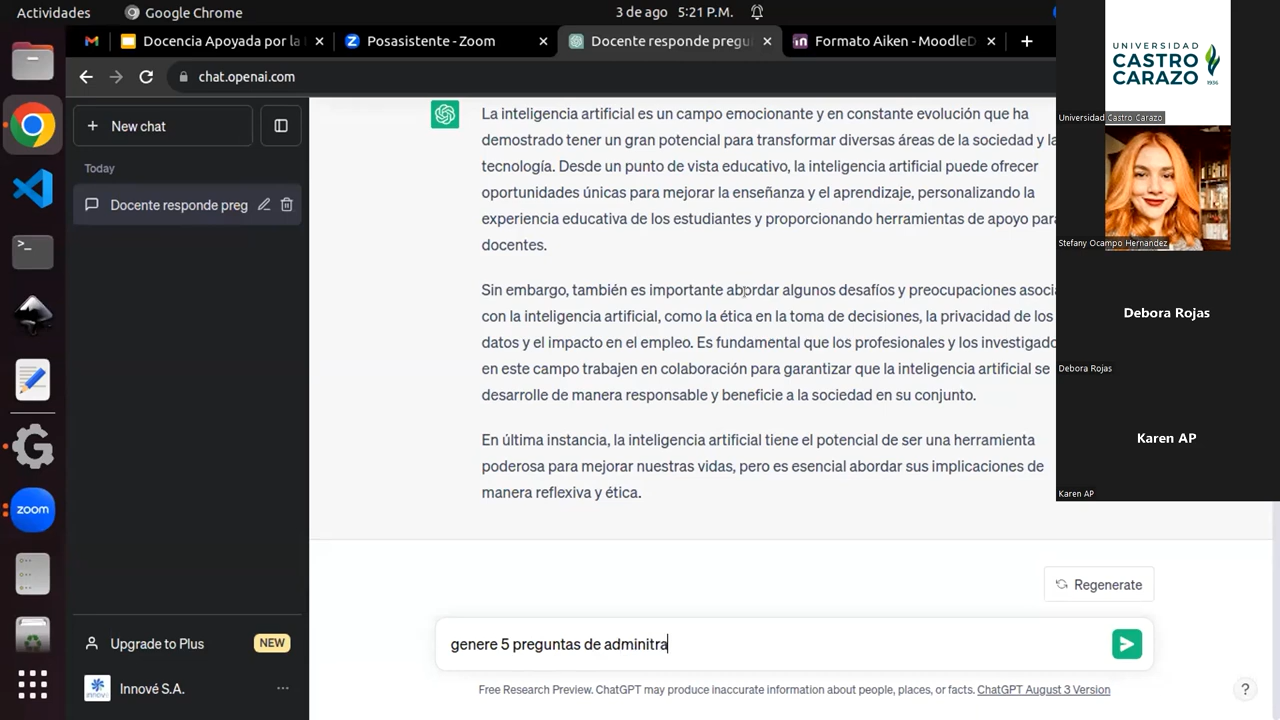 Actividades
Google Chrome
3 de ago 5:21 P.M.
Docencia Apoyada por la
Posasistente - Zoom
Docente responde pregu
Formato Aiken - MoodleD
chat.openai.com
New chat
Today
Docente responde preg
Upgrade to Plus
NEW
Innové S.A.
La inteligencia artificial es un campo emocionante y en constante evolución que ha
demostrado tener un gran potencial para transformar diversas áreas de la sociedad y la
tecnología. Desde un punto de vista educativo, la inteligencia artificial puede ofrecer
oportunidades únicas para mejorar la enseñanza y el aprendizaje, personalizando la
experiencia educativa de los estudiantes y proporcionando herramientas de apoyo para
docentes.
Sin embargo, también es importante abordar algunos desafíos y preocupaciones asocia
con la inteligencia artificial, como la ética en la toma de decisiones, la privacidad de los
datos y el impacto en el empleo. Es fundamental que los profesionales y los investigado
en este campo trabajen en colaboración para garantizar que la inteligencia artificial se
desarrolle de manera responsable y beneficie a la sociedad en su conjunto.
En última instancia, la inteligencia artificial tiene el potencial de ser una herramienta
poderosa para mejorar nuestras vidas, pero es esencial abordar sus implicaciones de
manera reflexiva y ética.
Regenerate
genere 5 preguntas de adminitra
Free Research Preview. ChatGPT may produce inaccurate information about people, places, or facts. ChatGPT August 3 Version
?
UNIVERSIDAD
CASTRO
CARAZO
1936
Universidad Castro Carazo
Stefany Ocampo Hernández
Debora Rojas
Debora Rojas
Karen AP
Karen AP
zoom